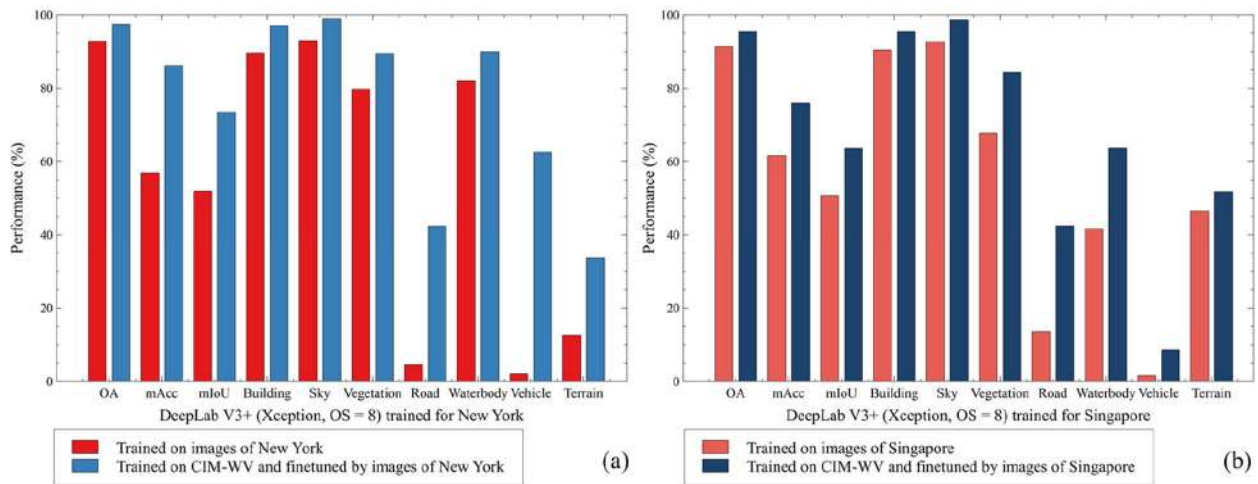 100
80
60
40
20
0
Performance (%)
OA mAcc mIoU Building Sky Vegetation Road Waterbody Vehicle Terrain
DeepLab V3+ (Xception, OS = 8) trained for New York
Trained on images of New York
Trained on CIM-WV and finetuned by images of New York
(a)
100
80
60
40
20
0
Performance (%)
OA mAcc mIoU Building Sky Vegetation Road Waterbody Vehicle Terrain
DeepLab V3+ (Xception, OS = 8) trained for Singapore
Trained on images of Singapore
Trained on CIM-WV and finetuned by images of Singapore
(b)